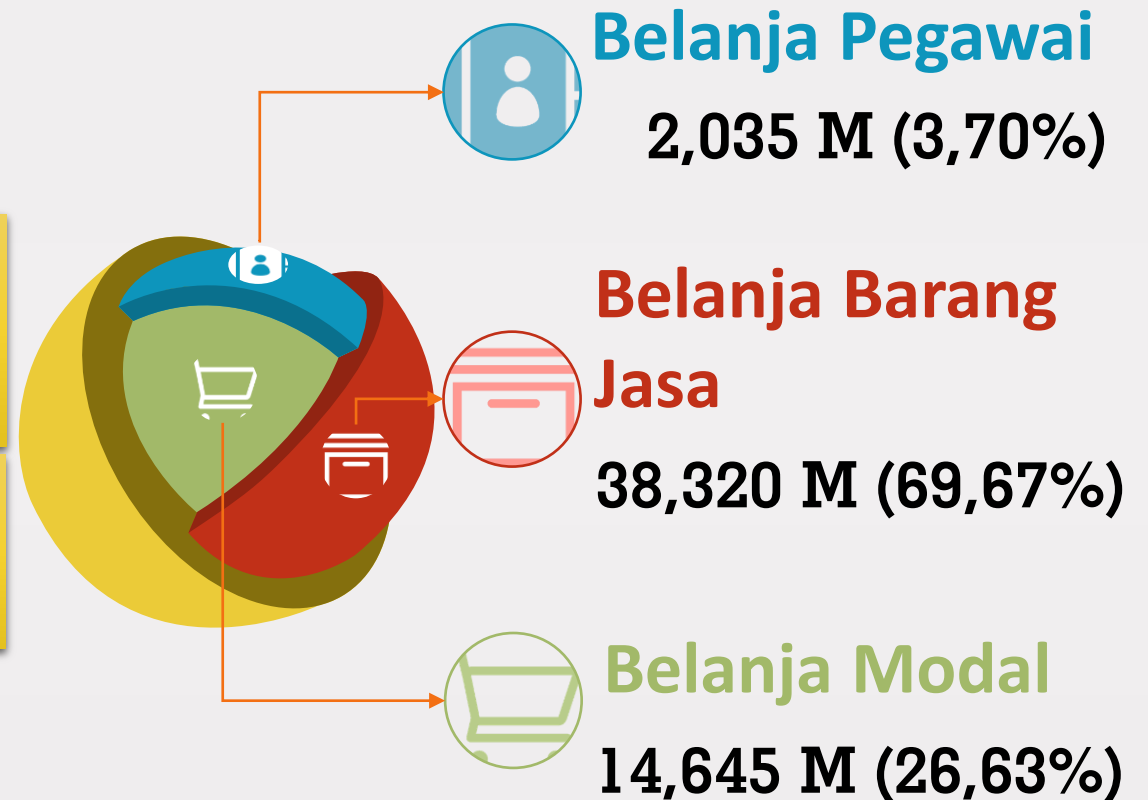 Belanja Pegawai
2,035 M (3,70%)
Belanja Barang
Jasa
38,320 M (69,67%)
Belanja Modal
14,645 M (26,63%)